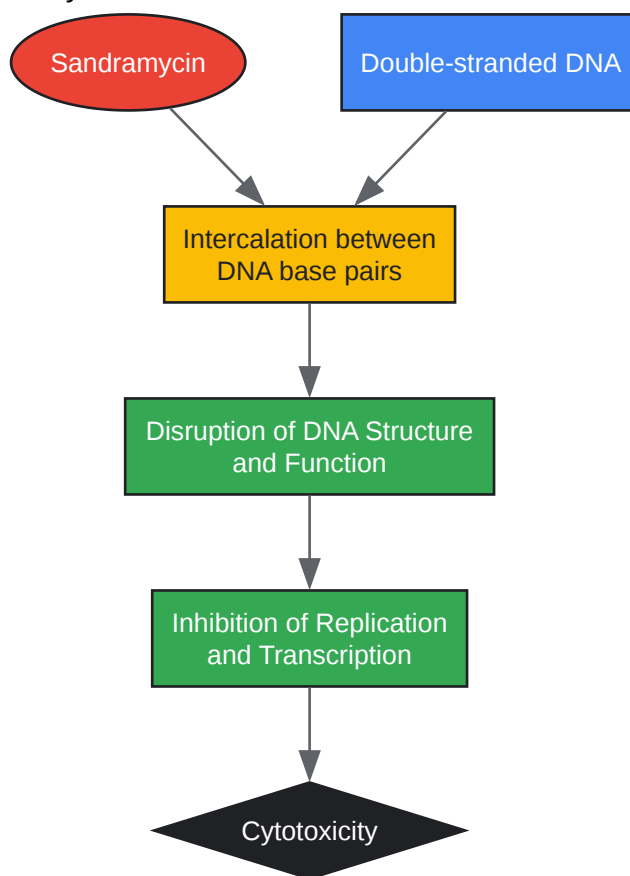 Sandramycin
Double-stranded DNA
Intercalation between
DNA base pairs
Disruption of DNA Structure
and Function
Inhibition of Replication
and Transcription
Cytotoxicity